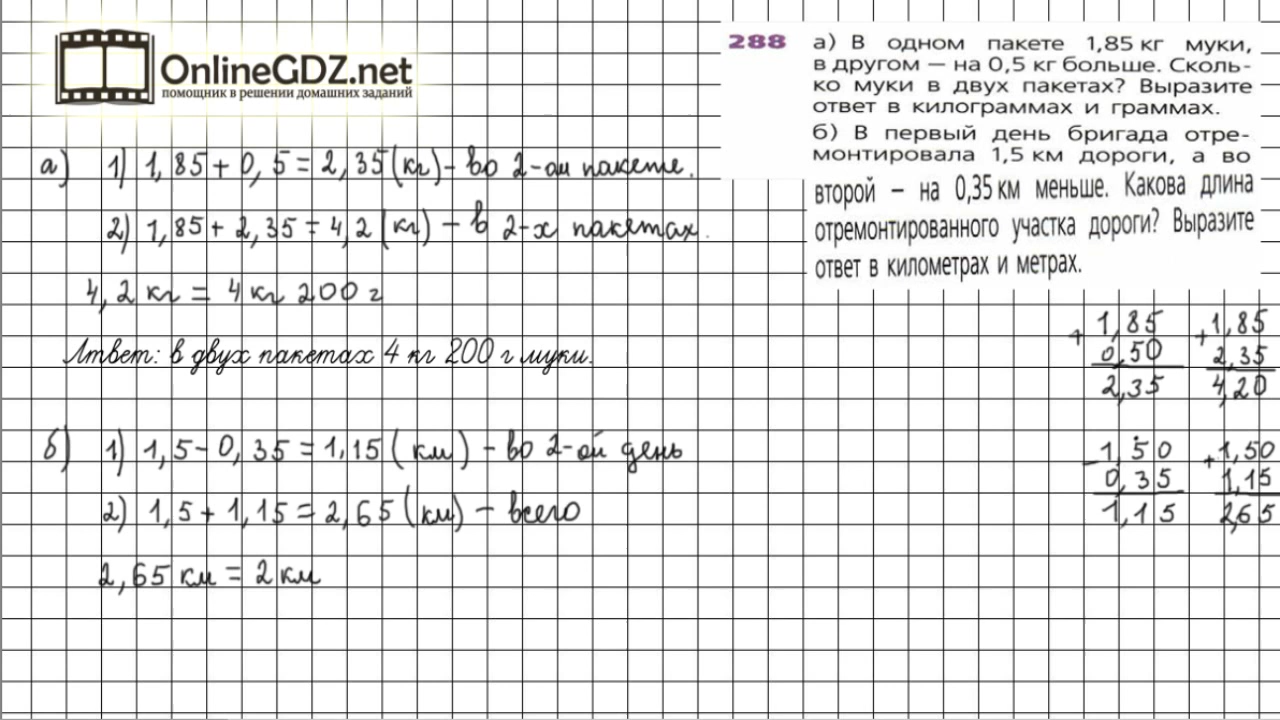 OnlineGDZ.net
помощник в решении домашних заданий
288 а) В одном пакете 1,85 кг муки,
в другом — на 0,5 кг больше. Сколь-
ко муки в двух пакетах? Выразите
ответ в килограммах и граммах.
б) В первый день бригада отре-
монтировала 1,5 км дороги, а во
второй – на 0,35 км меньше. Какова длина
отремонтированного участка дороги? Выразите
ответ в километрах и метрах.
а) 1) 1,85 + 0,5 = 2,35 (кг) - во 2-ом пакете.
2) 1,85 + 2,35 = 4,2 (кг) - в 2-х пакетах.
4,2 кг = 4 кг 200 г
Ответ: в двух пакетах 4 кг 200 г муки.
б) 1) 1,5 - 0,35 = 1,15 (км) - во 2-ой день
2) 1,5 + 1,15 = 2,65 (км) - всего
2,65 км = 2 км
+ 1,85
0,50
2,35
+ 1,85
2,35
4,20
- 1,50
0,35
1,15
+ 1,50
1,15
2,65